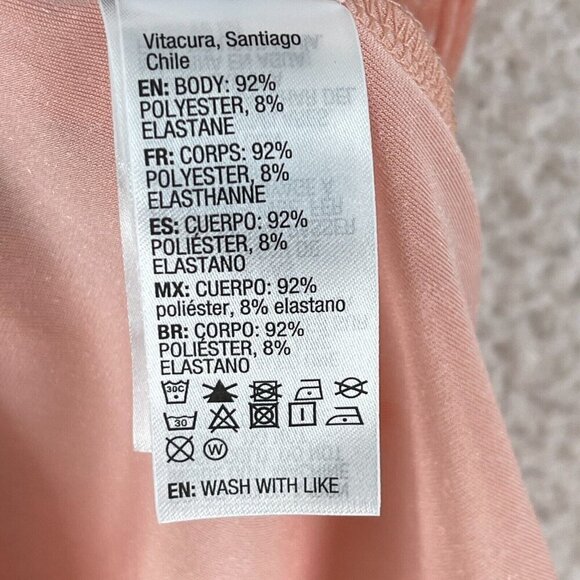 Vitacura, Santiago
Chile
EN: BODY: 92%
POLYESTER, 8%
ELASTANE
FR: CORPS: 92%
POLYESTER, 8%
ELASTHANNE
ES: CUERPO: 92%
POLIÉSTER, 8%
ELASTANO
MX: CUERPO: 92%
poliéster, 8% elastano
BR: CORPO: 92%
POLIÉSTER, 8%
ELASTANO
30C
30
W
EN: WASH WITH LIKE